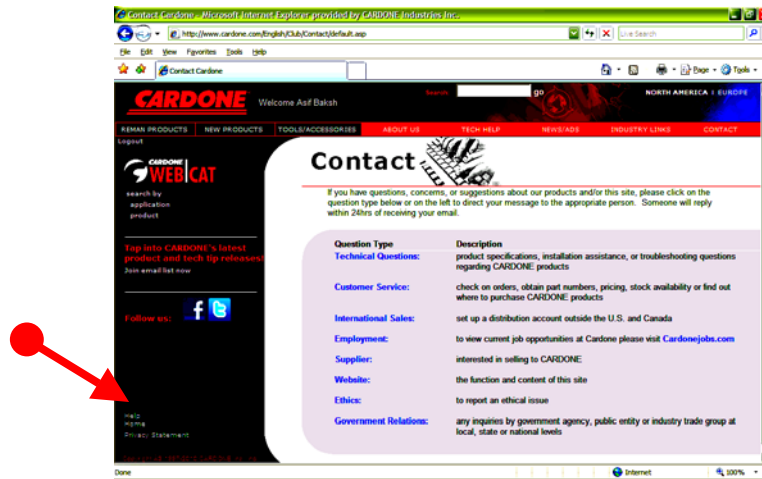 Contact Cardone - Microsoft Internet Explorer provided by CARDONE Industries Inc.
http://www.cardone.com/English/Club/Contact/default.asp
Live Search
File Edit View Favorites Tools Help
Contact Cardone
Page Tools
CARDONE Welcome Asif Baksh
Search go
NORTH AMERICA | EUROPE
REMAN PRODUCTS NEW PRODUCTS TOOLS/ACCESSORIES ABOUT US TECH HELP NEWS/ADS INDUSTRY LINKS CONTACT
Logout
CARDONE
WEB CAT
search by
application
product
Tap into CARDONE's latest
product and tech tip releases!
Join email list now
Follow us:
Help
Home
Privacy Statement
Contact
If you have questions, concerns, or suggestions about our products and/or this site, please click on the
question type below or on the left to direct your message to the appropriate person. Someone will reply
within 24hrs of receiving your email.
Question Type Description
Technical Questions: product specifications, installation assistance, or troubleshooting questions
regarding CARDONE products
Customer Service: check on orders, obtain part numbers, pricing, stock availability or find out
where to purchase CARDONE products
International Sales: set up a distribution account outside the U.S. and Canada
Employment: to view current job opportunities at Cardone please visit Cardonejobs.com
Supplier: interested in selling to CARDONE
Website: the function and content of this site
Ethics: to report an ethical issue
Government Relations: any inquiries by government agency, public entity or industry trade group at
local, state or national levels
Done Internet 100%